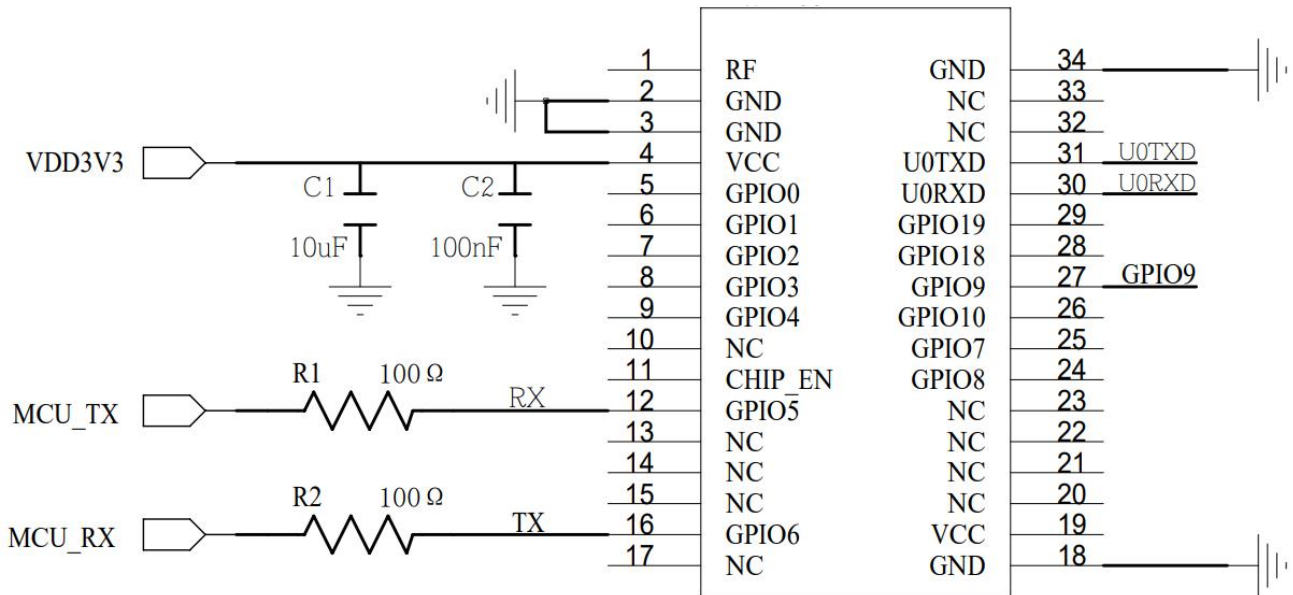 1 RF GND 34
2 GND NC 33
3 GND NC 32
VDD3V3 4 VCC U0TXD 31 U0TXD
C1 C2 5 GPIO0 U0RXD 30 U0RXD
6 GPIO1 GPIO19 29
10uF 100nF 7 GPIO2 GPIO18 28
8 GPIO3 GPIO9 27 GPIO9
9 GPIO4 GPIO10 26
10 NC GPIO7 25
R1 100Ω 11 CHIP_EN GPIO8 24
MCU_TX RX 12 GPIO5 NC 23
13 NC NC 22
14 NC NC 21
R2 100Ω 15 NC NC 20
MCU_RX TX 16 GPIO6 VCC 19
17 NC GND 18